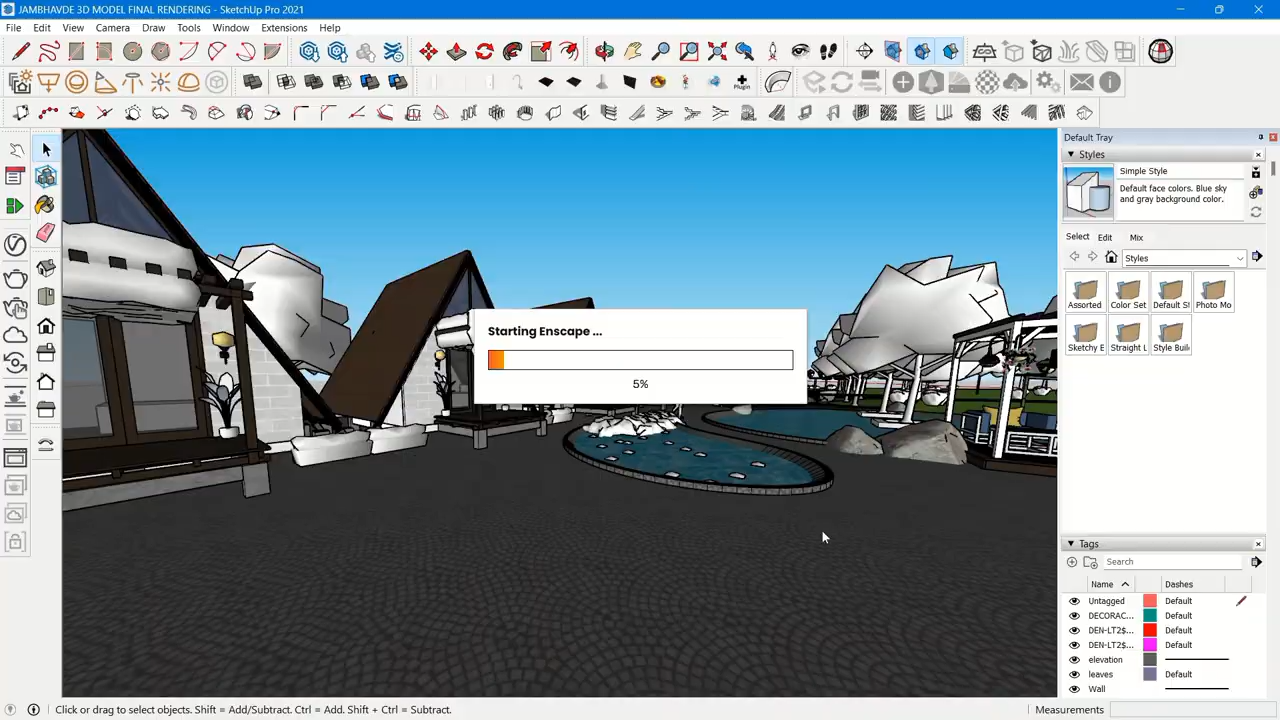 JAMBHAVDE 3D MODEL FINAL RENDERING - SketchUp Pro 2021
File Edit View Camera Draw Tools Window Extensions Help
Plugin
Default Tray
Styles
Simple Style
Default face colors. Blue sky
and gray background color.
Select Edit Mix
Styles
Assorted Color Set Default St Photo Mo
Sketchy E Straight L Style Buil
Starting Enscape ...
5%
Tags
Search
Name Dashes
Untagged Default
DECORAC... Default
DEN-LT2$... Default
DEN-LT2$... Default
elevation
leaves Default
Wall
Click or drag to select objects. Shift = Add/Subtract. Ctrl = Add. Shift + Ctrl = Subtract.
Measurements